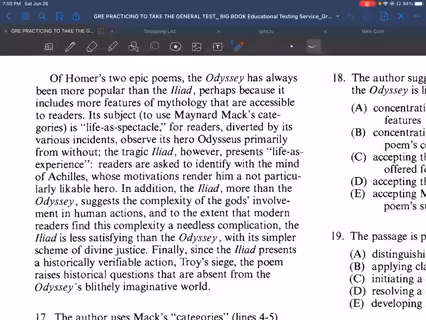 7:50 PM Sat Jun 26
94%
GRE PRACTICING TO TAKE THE GENERAL TEST_ BIG BOOK Educational Testing Service_Gr...
GRE PRACTICING TO TAKE THE G...
Shopping List
New Com
Of Homer's two epic poems, the Odyssey has always
been more popular than the Iliad, perhaps because it
includes more features of mythology that are accessible
to readers. Its subject (to use Maynard Mack's cate-
gories) is "life-as-spectacle," for readers, diverted by its
various incidents, observe its hero Odysseus primarily
from without; the tragic Iliad, however, presents "life-as-
experience": readers are asked to identify with the mind
of Achilles, whose motivations render him a not particu-
larly likable hero. In addition, the Iliad, more than the
Odyssey, suggests the complexity of the gods' involve-
ment in human actions, and to the extent that modern
readers find this complexity a needless complication, the
Iliad is less satisfying than the Odyssey, with its simpler
scheme of divine justice. Finally, since the Iliad presents
a historically verifiable action, Troy's siege, the poem
raises historical questions that are absent from the
Odyssey's blithely imaginative world.
17. The author uses Mack's "categories" (lines 4-5)
18. The author sugg
the Odyssey is li
(A) concentrati
features
(B) concentrati
poem's c
(C) accepting th
offered f
(D) accepting th
(E) accepting M
poem's su
19. The passage is p
(A) distinguishi
(B) applying cla
(C) initiating a
(D) resolving a
(E) developing